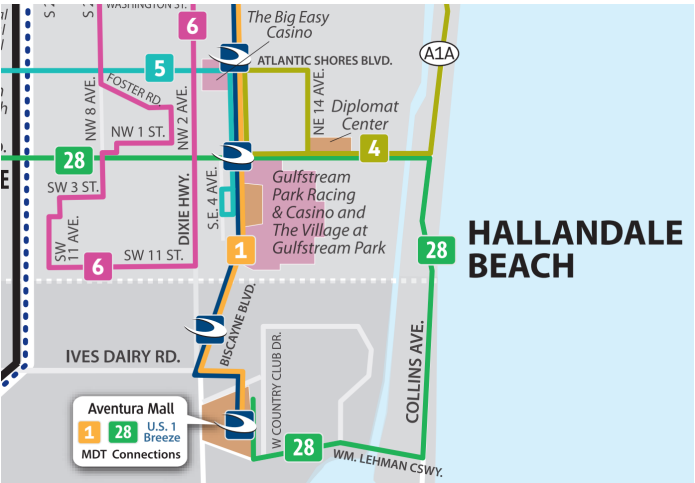 WASHINGTON ST.
6
The Big Easy
Casino
A1A
ATLANTIC SHORES BLVD.
5
FOSTER RD.
NW 8 AVE.
NW 2 AVE.
NE 14 AVE.
Diplomat
Center
NW 1 ST.
4
28
SW 3 ST.
DIXIE HWY.
S.E. 4 AVE.
Gulfstream
Park Racing
& Casino and
The Village at
Gulfstream Park
HALLANDALE
BEACH
SW
11 AVE.
SW 11 ST.
6
1
28
BISCAYNE BLVD.
IVES DAIRY RD.
W COUNTRY CLUB DR.
COLLINS AVE.
Aventura Mall
1 28 U.S. 1
Breeze
MDT Connections
28
WM. LEHMAN CSWY.